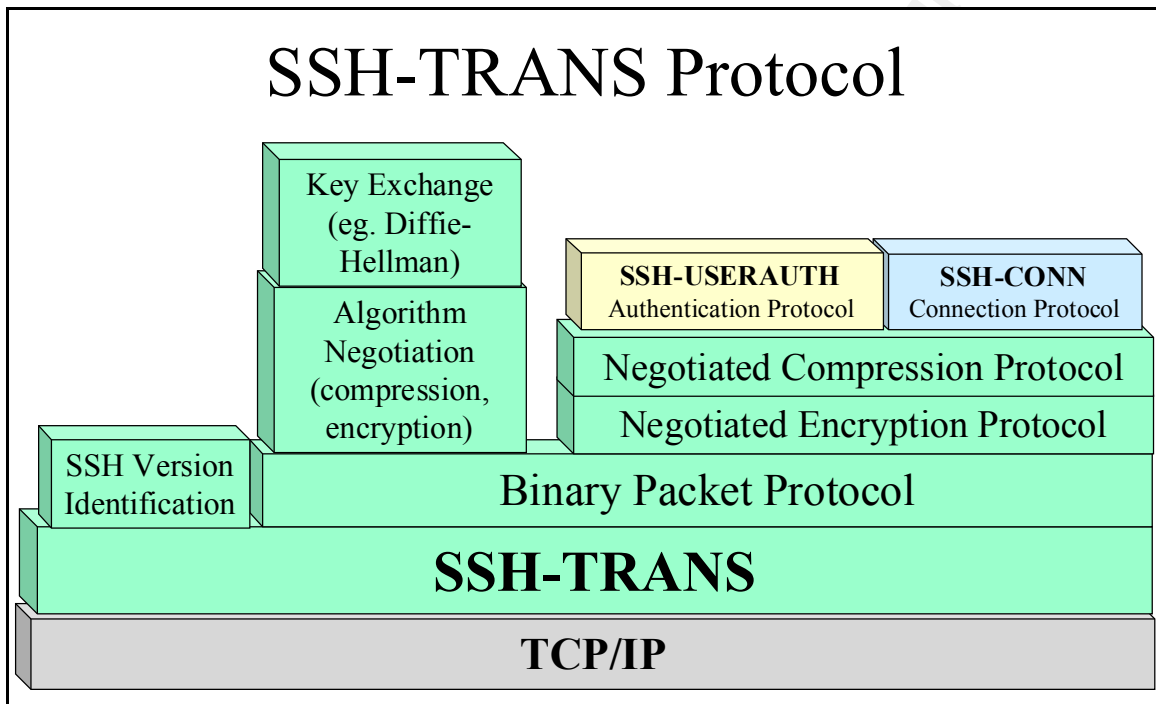 SSH-TRANS Protocol
Key Exchange
(eg. Diffie-
Hellman)
Algorithm
Negotiation
(compression,
encryption)
SSH Version
Identification
SSH-USERAUTH
Authentication Protocol
SSH-CONN
Connection Protocol
Negotiated Compression Protocol
Negotiated Encryption Protocol
Binary Packet Protocol
SSH-TRANS
TCP/IP